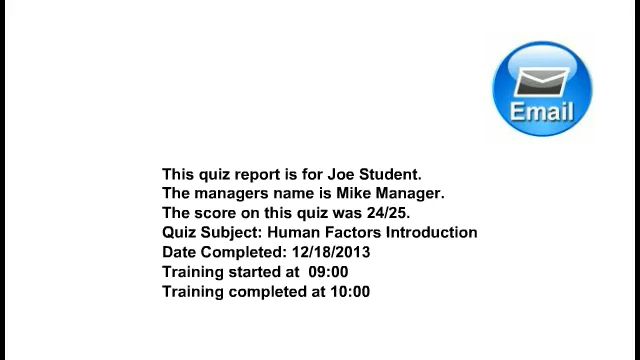 Email
This quiz report is for Joe Student.
The managers name is Mike Manager.
The score on this quiz was 24/25.
Quiz Subject: Human Factors Introduction
Date Completed: 12/18/2013
Training started at  09:00
Training completed at 10:00